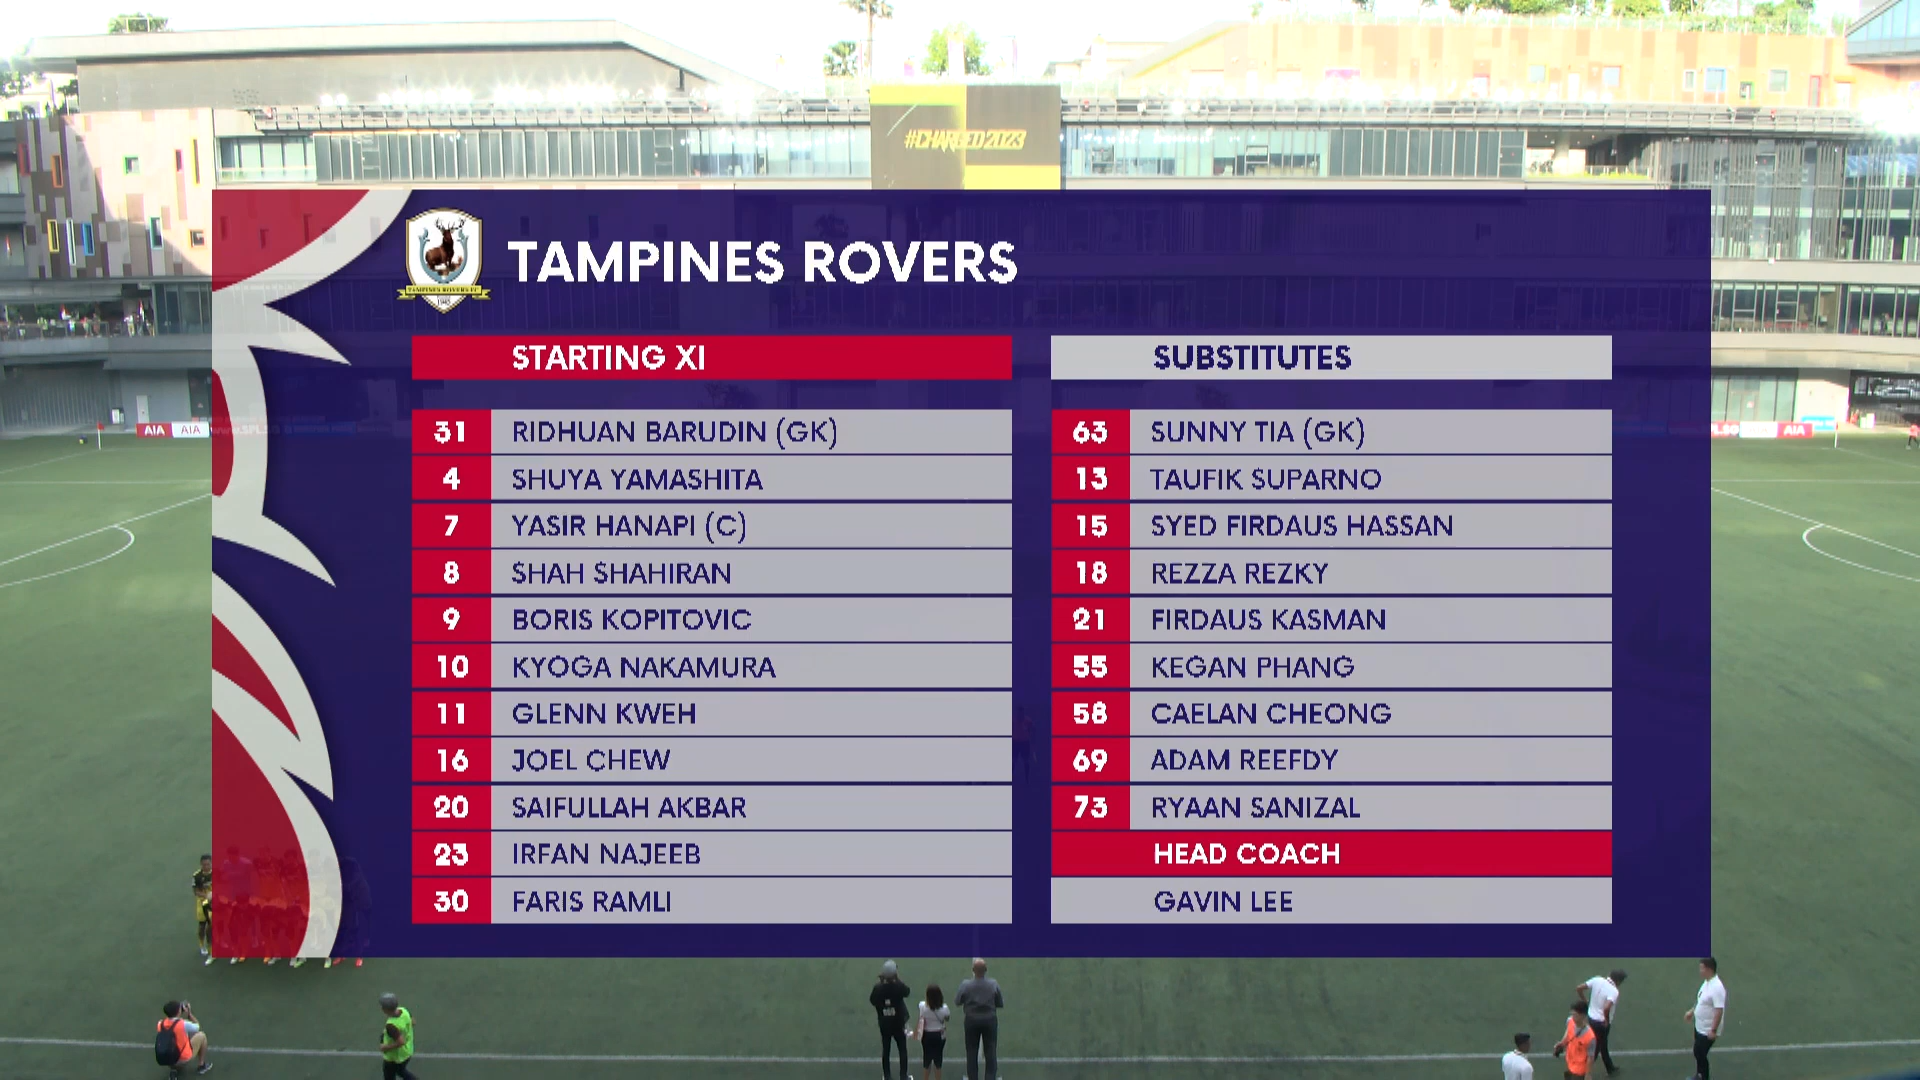 #CHARGED2023
TAMPINES ROVERS FC
1945
TAMPINES ROVERS
STARTING XI
31 RIDHUAN BARUDIN (GK)
4 SHUYA YAMASHITA
7 YASIR HANAPI (C)
8 SHAH SHAHIRAN
9 BORIS KOPITOVIC
10 KYOGA NAKAMURA
11 GLENN KWEH
16 JOEL CHEW
20 SAIFULLAH AKBAR
23 IRFAN NAJEEB
30 FARIS RAMLI
SUBSTITUTES
63 SUNNY TIA (GK)
13 TAUFIK SUPARNO
15 SYED FIRDAUS HASSAN
18 REZZA REZKY
21 FIRDAUS KASMAN
55 KEGAN PHANG
58 CAELAN CHEONG
69 ADAM REEFDY
73 RYAAN SANIZAL
HEAD COACH
GAVIN LEE
AIA AIA
AIA